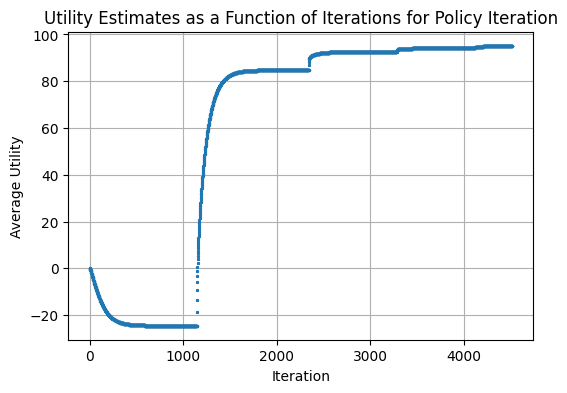 Utility Estimates as a Function of Iterations for Policy Iteration
100
80
60
40
20
0
−20
Average Utility
0 1000 2000 3000 4000
Iteration